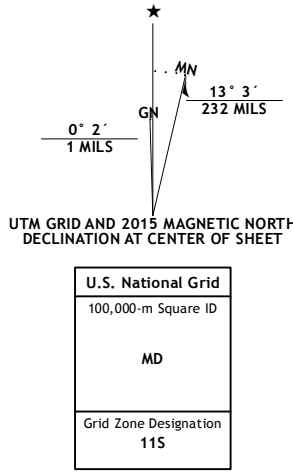 MN
GN
13° 3´
232 MILS
0° 2´
1 MILS
UTM GRID AND 2015 MAGNETIC NORTH
DECLINATION AT CENTER OF SHEET
U.S. National Grid
100,000-m Square ID
MD
Grid Zone Designation
11S